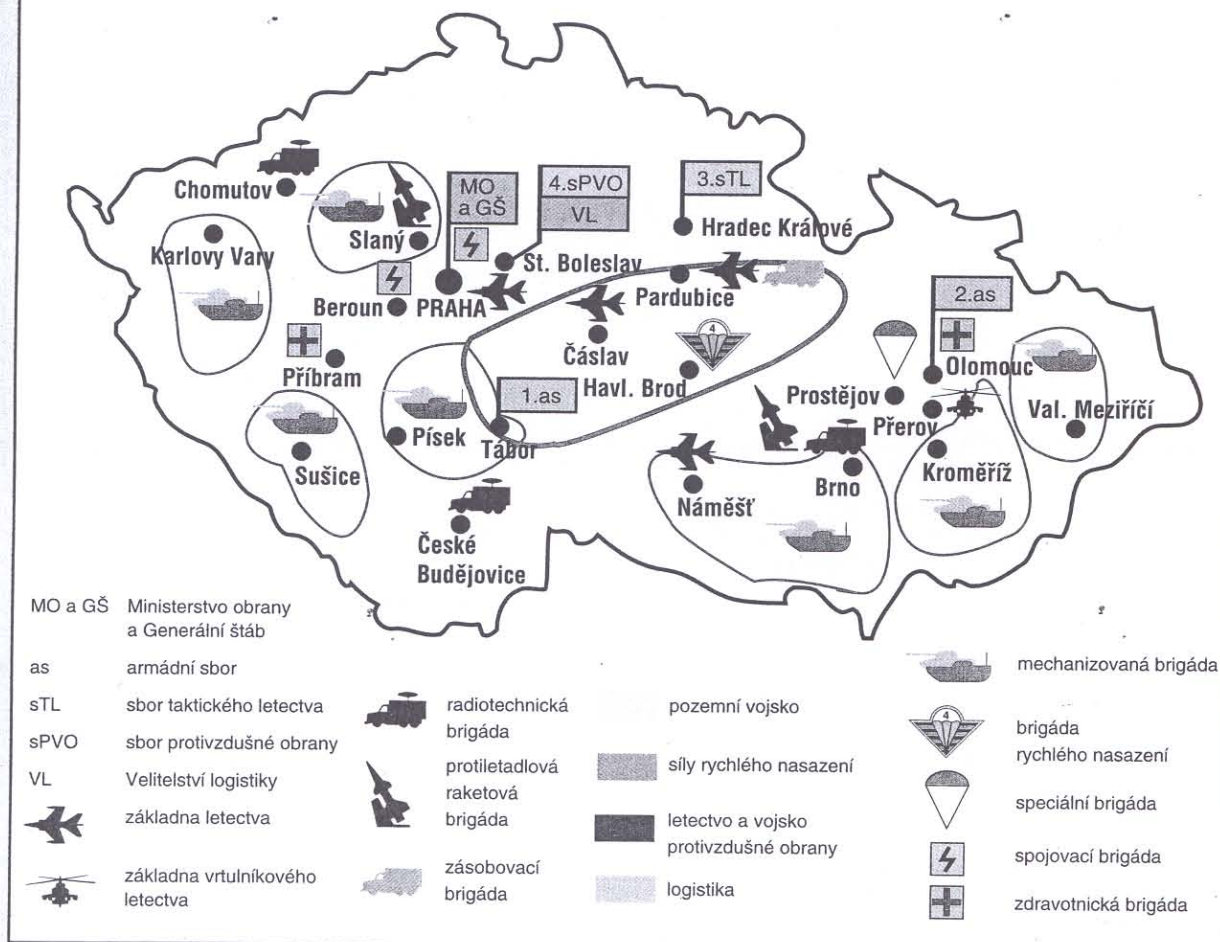 Chomutov
MO
a GŠ
4.sPVO
VL
3.sTL
Slaný
Hradec Králové
Karlovy Vary
St. Boleslav
Beroun
PRAHA
Pardubice
2.as
Příbram
Čáslav
4
Havl. Brod
Olomouc
Prostějov
1.as
Přerov
Val. Meziříčí
Písek
Tábor
Sušice
Kroměříž
Náměšť
Brno
České
Budějovice
MO a GŠ Ministerstvo obrany
a Generální štáb
as armádní sbor
sTL sbor taktického letectva
sPVO sbor protivzdušné obrany
VL Velitelství logistiky
základna letectva
základna vrtulníkového
letectva
radiotechnická
brigáda
protiletadlová
raketová
brigáda
zásobovací
brigáda
pozemní vojsko
síly rychlého nasazení
letectvo a vojsko
protivzdušné obrany
logistika
mechanizovaná brigáda
4
brigáda
rychlého nasazení
speciální brigáda
spojovací brigáda
zdravotnická brigáda